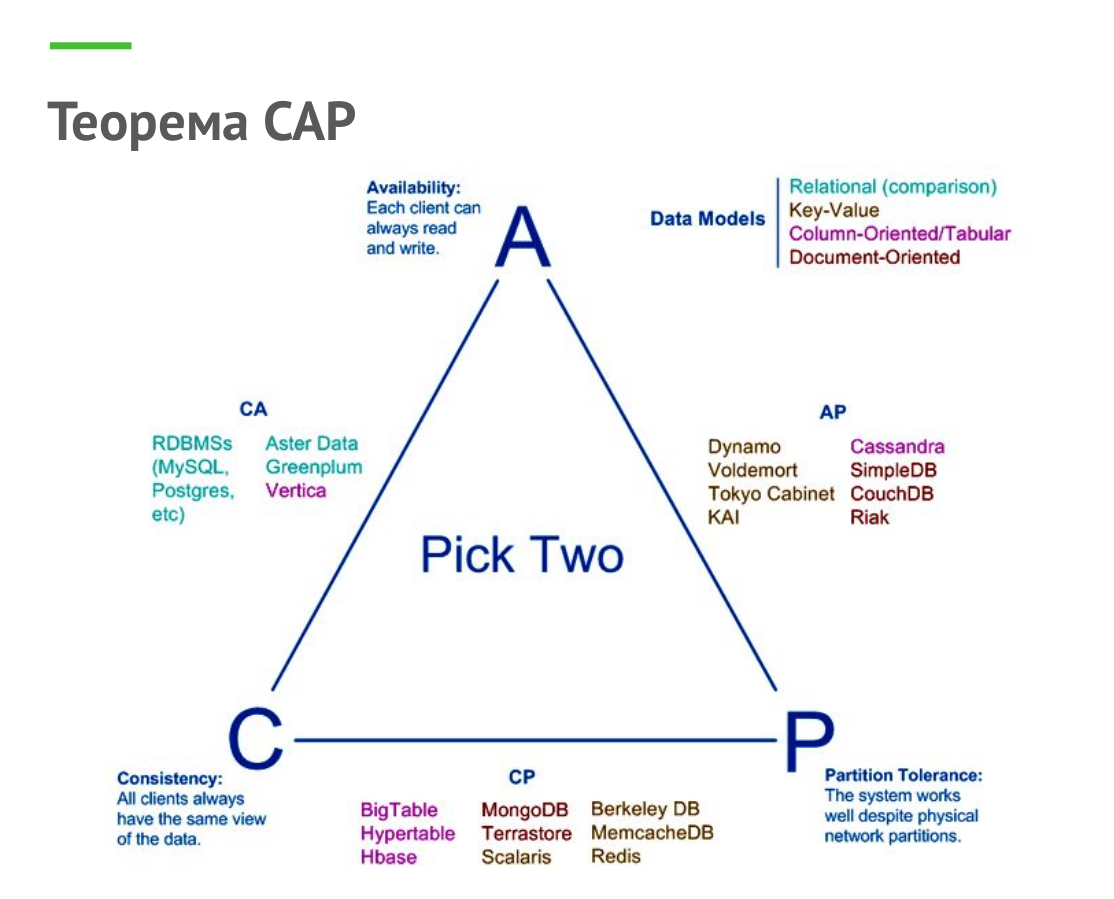 Теорема CAP
Availability:
Each client can
always read
and write.
A
Data Models
Relational (comparison)
Key-Value
Column-Oriented/Tabular
Document-Oriented
CA
RDBMSs
(MySQL,
Postgres,
etc)
Aster Data
Greenplum
Vertica
AP
Dynamo
Voldemort
Tokyo Cabinet
KAI
Cassandra
SimpleDB
CouchDB
Riak
Pick Two
C
P
Consistency:
All clients always
have the same view
of the data.
CP
BigTable
Hypertable
Hbase
MongoDB
Terrastore
Scalaris
Berkeley DB
MemcacheDB
Redis
Partition Tolerance:
The system works
well despite physical
network partitions.